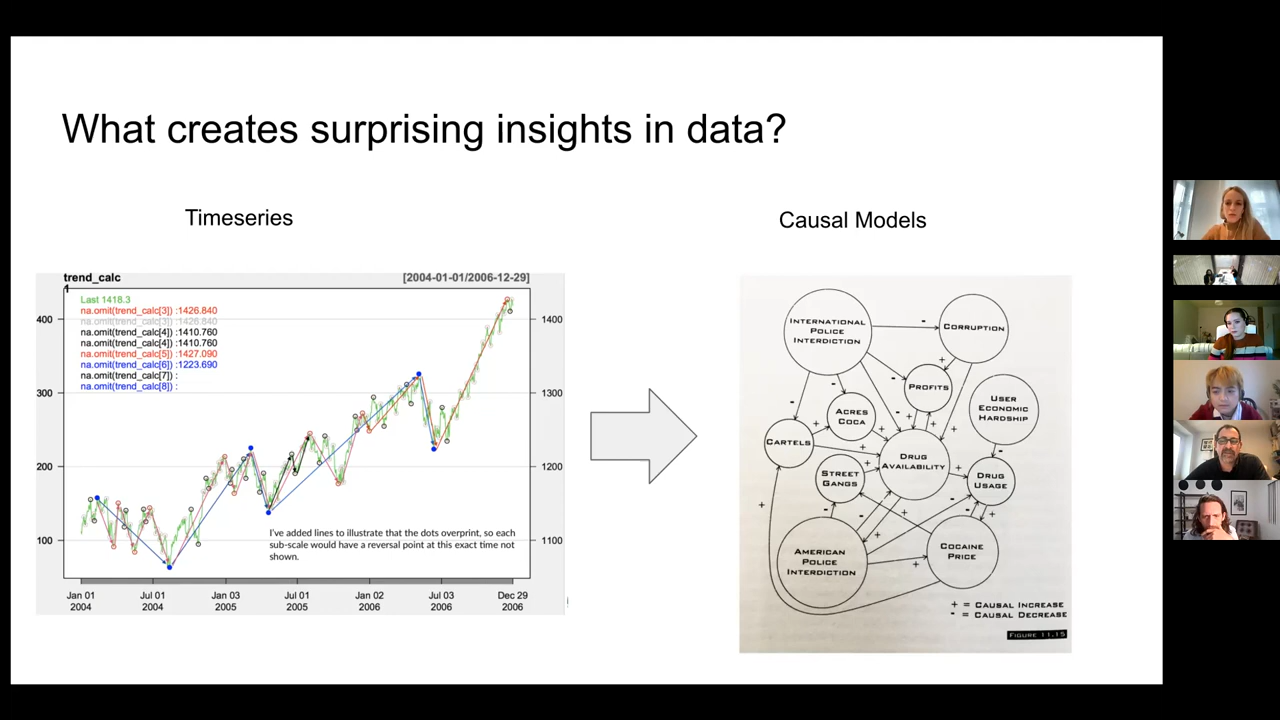 What creates surprising insights in data?
Timeseries
Causal Models
trend_calc
[2004-01-01/2006-12-29]
1
Last 1418.3
na.omit(trend_calc[3]) :1426.840
na.omit(trend_calc[3]) :1426.840
na.omit(trend_calc[4]) :1410.760
na.omit(trend_calc[4]) :1410.760
na.omit(trend_calc[5]) :1427.090
na.omit(trend_calc[6]) :1223.690
na.omit(trend_calc[7]) :
na.omit(trend_calc[8]) :
400
1400
300
1300
200
1200
100
1100
I've added lines to illustrate that the dots overprint, so each
sub-scale would have a reversal point at this exact time not
shown.
Jan 01
2004
Jul 01
2004
Jan 03
2005
Jul 01
2005
Jan 02
2006
Jul 03
2006
Dec 29
2006
INTERNATIONAL
POLICE
INTERDICTION
CORRUPTION
PROFITS
USER
ECONOMIC
HARDSHIP
ACRES
COCA
CARTELS
DRUG
AVAILABILITY
STREET
GANGS
DRUG
USAGE
AMERICAN
POLICE
INTERDICTION
COCAINE
PRICE
+ = CAUSAL INCREASE
- = CAUSAL DECREASE
FIGURE 11.15